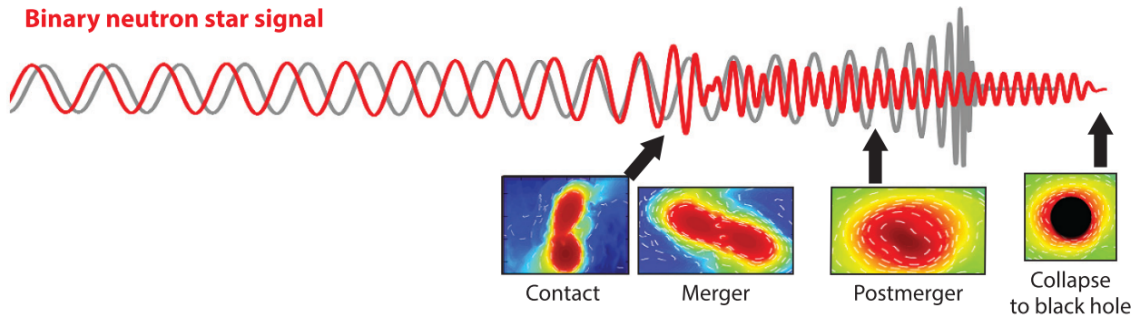 Binary neutron star signal
Contact
Merger
Postmerger
Collapse
to black hole